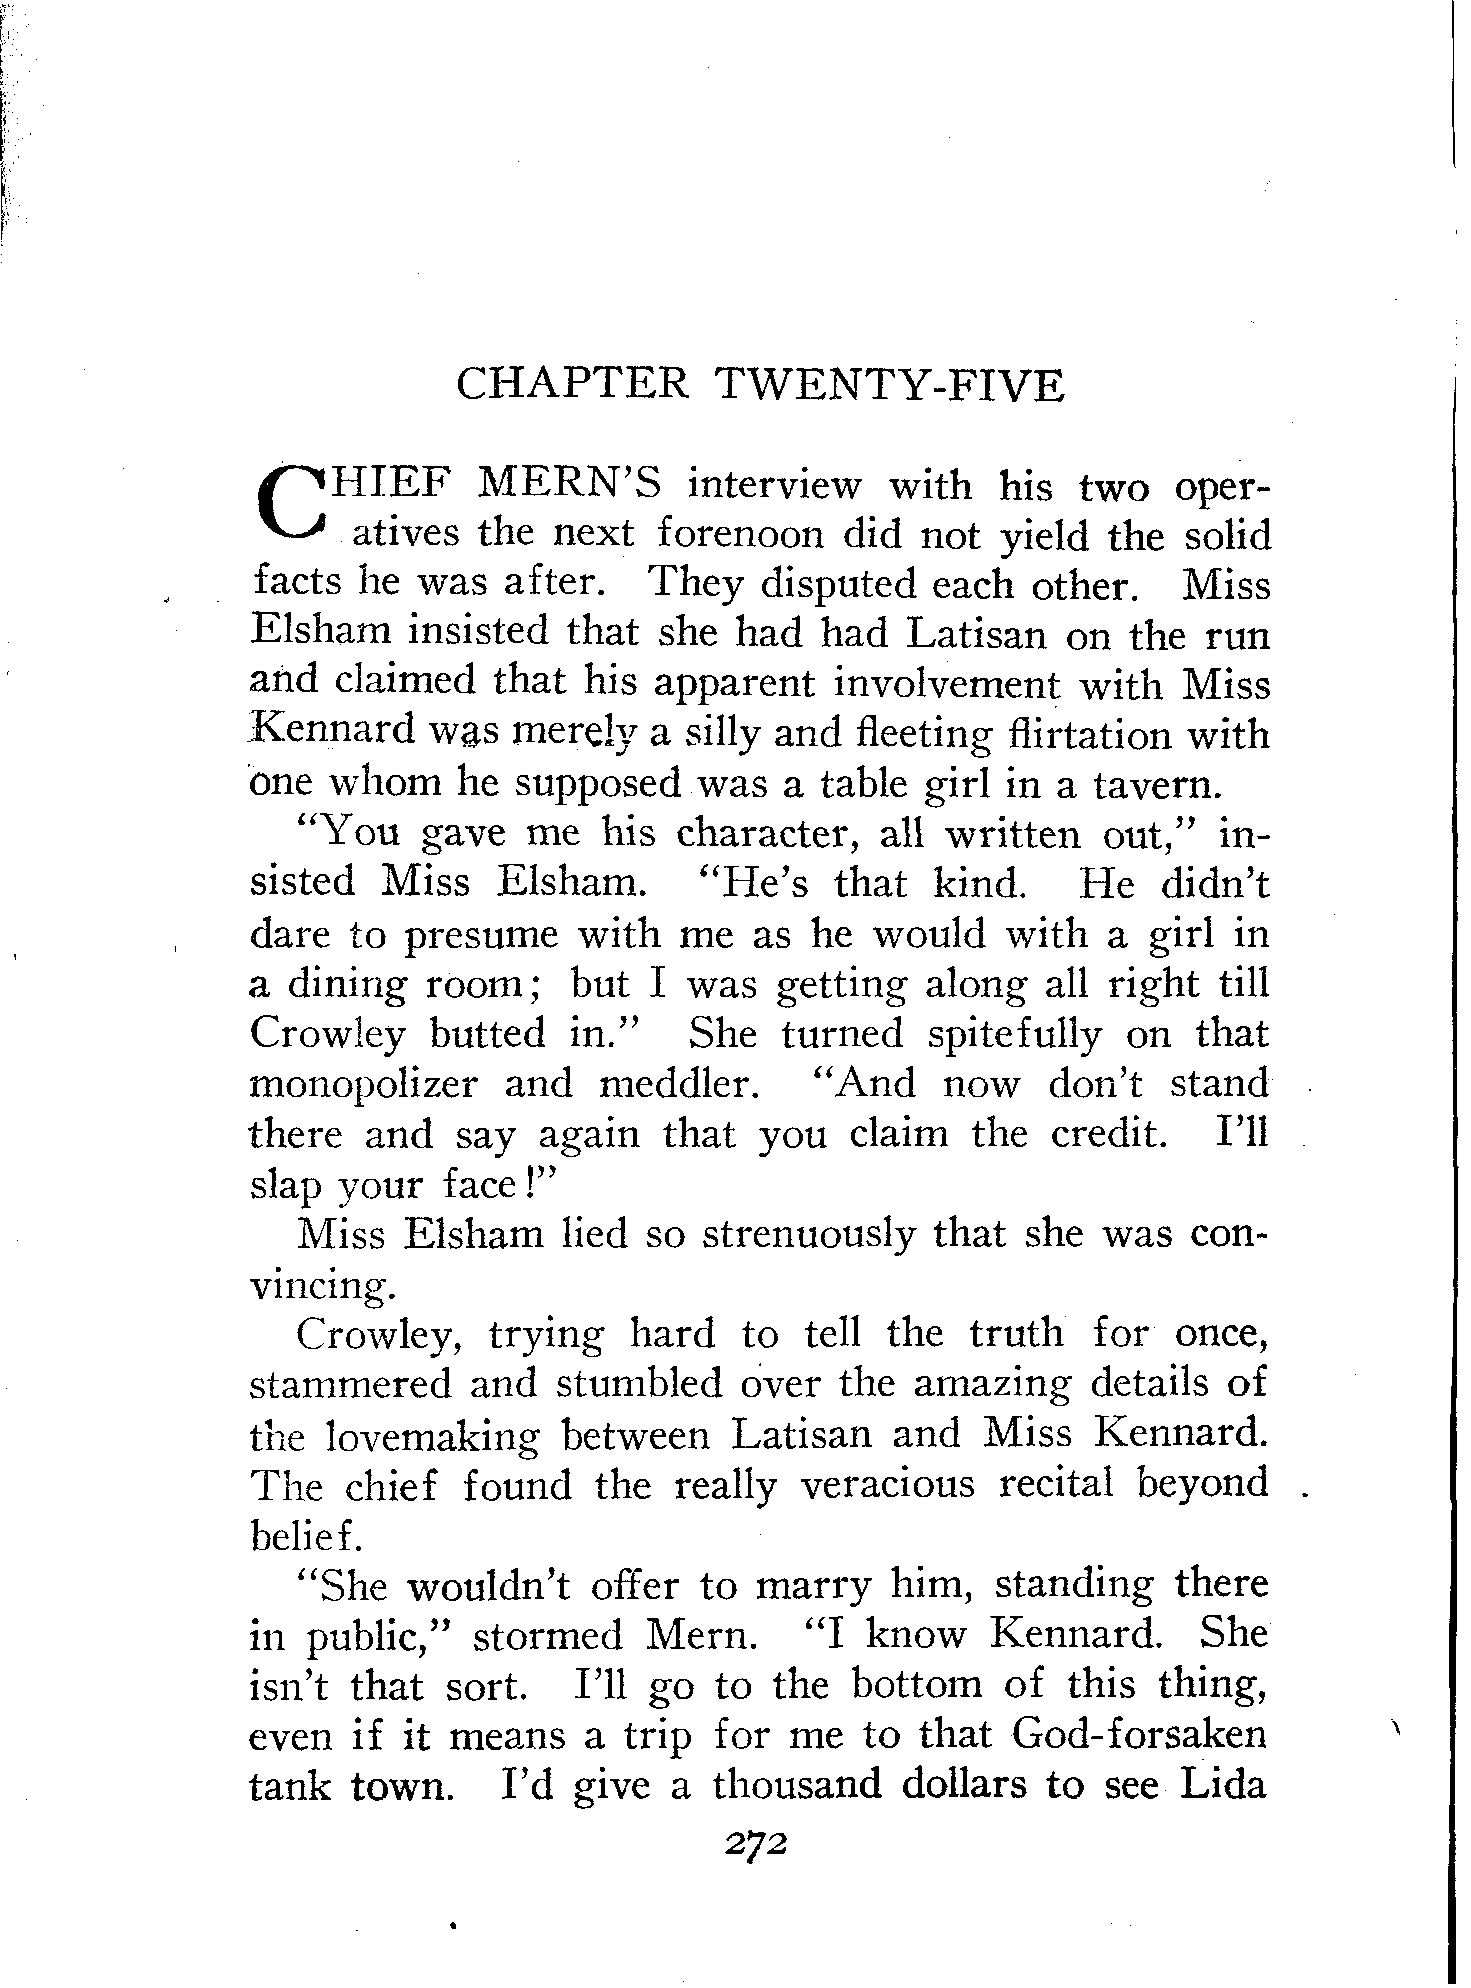 CHAPTER TWENTY-FIVE
CHIEF MERN'S interview with his two oper-
atives the next forenoon did not yield the solid
facts he was after. They disputed each other. Miss
Elsham insisted that she had had Latisan on the run
and claimed that his apparent involvement with Miss
Kennard was merely a silly and fleeting flirtation with
one whom he supposed was a table girl in a tavern.
"You gave me his character, all written out," in-
sisted Miss Elsham. "He's that kind. He didn't
dare to presume with me as he would with a girl in
a dining room; but I was getting along all right till
Crowley butted in." She turned spitefully on that
monopolizer and meddler. "And now don't stand
there and say again that you claim the credit. I'll
slap your face!"
Miss Elsham lied so strenuously that she was con-
vincing.
Crowley, trying hard to tell the truth for once,
stammered and stumbled over the amazing details of
the lovemaking between Latisan and Miss Kennard.
The chief found the really veracious recital beyond
belief.
"She wouldn't offer to marry him, standing there
in public," stormed Mern. "I know Kennard. She
isn't that sort. I'll go to the bottom of this thing,
even if it means a trip for me to that God-forsaken
tank town. I'd give a thousand dollars to see Lida
272